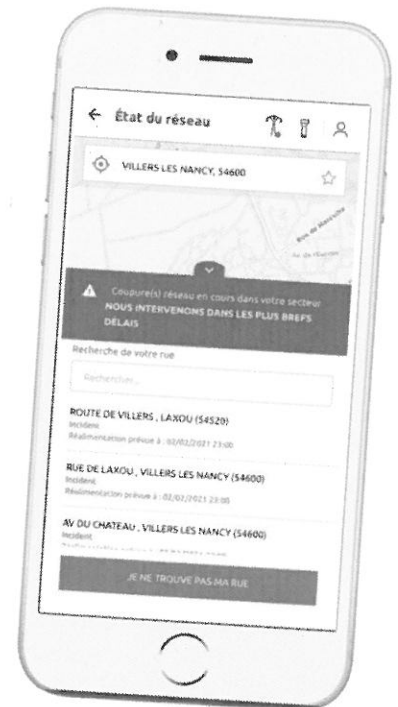 État du réseau
VILLERS LES NANCY, 54600
Coupure(s) réseau en cours dans votre secteur
NOUS INTERVENONS DANS LES PLUS BREFS
DÉLAIS
Recherche de votre rue
Rechercher...
ROUTE DE VILLERS , LAXOU (54520)
Incident
Réalimentation prévue à : 02/02/2021 23:00
RUE DE LAXOU , VILLERS LES NANCY (54600)
Incident
Réalimentation prévue à : 02/02/2021 23:00
AV DU CHATEAU , VILLERS LES NANCY (54600)
Incident
JE NE TROUVE PAS MA RUE